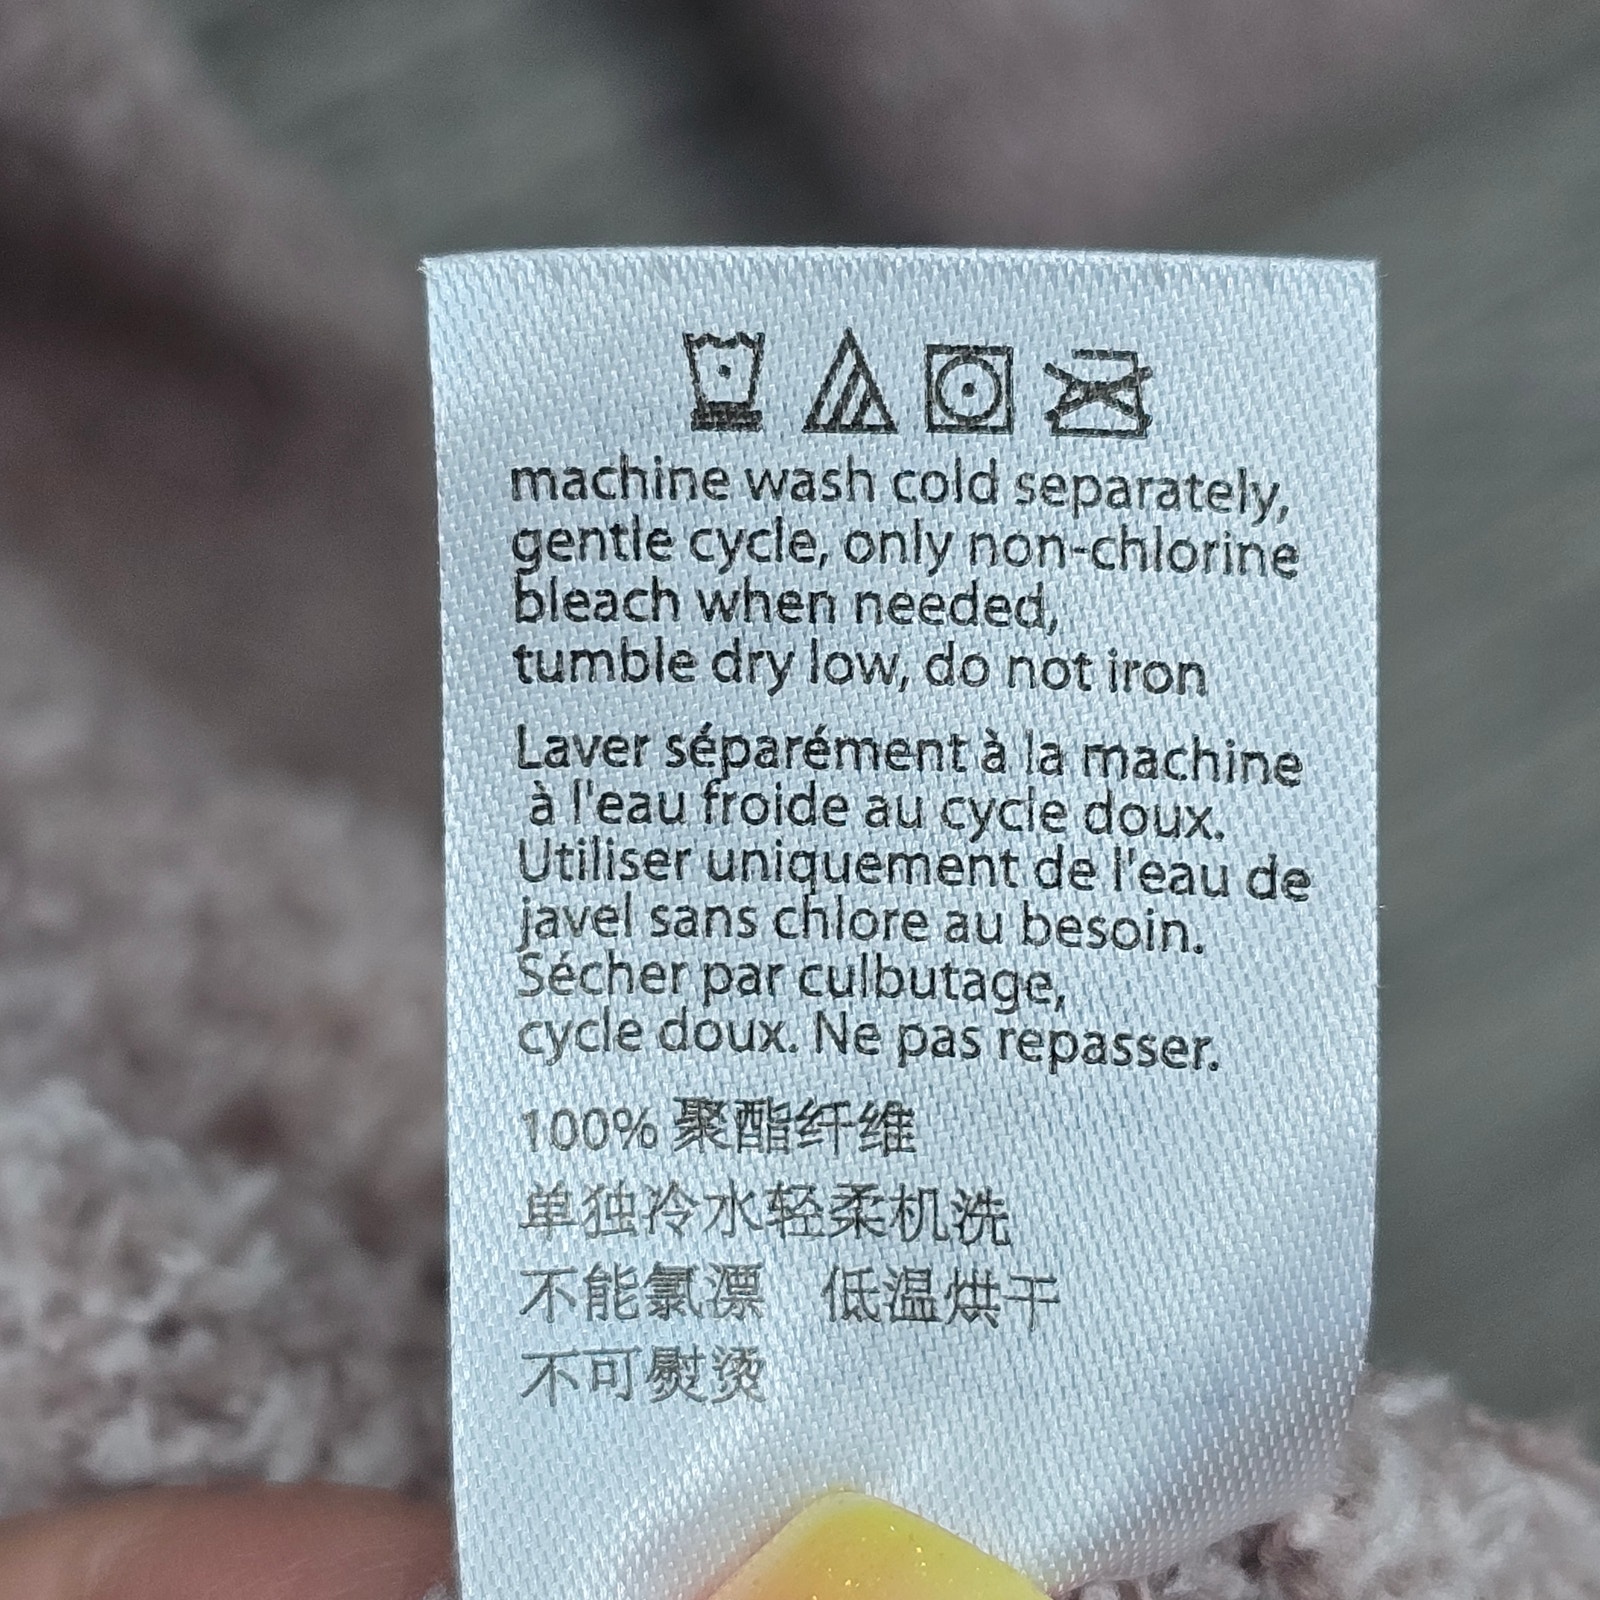 machine wash cold separately,
gentle cycle, only non-chlorine
bleach when needed,
tumble dry low, do not iron
Laver séparément à la machine
à l'eau froide au cycle doux.
Utiliser uniquement de l'eau de
javel sans chlore au besoin.
Sécher par culbutage,
cycle doux. Ne pas repasser.
100% 聚酯纤维
单独冷水轻柔机洗
不能氯漂　低温烘干
不可熨烫